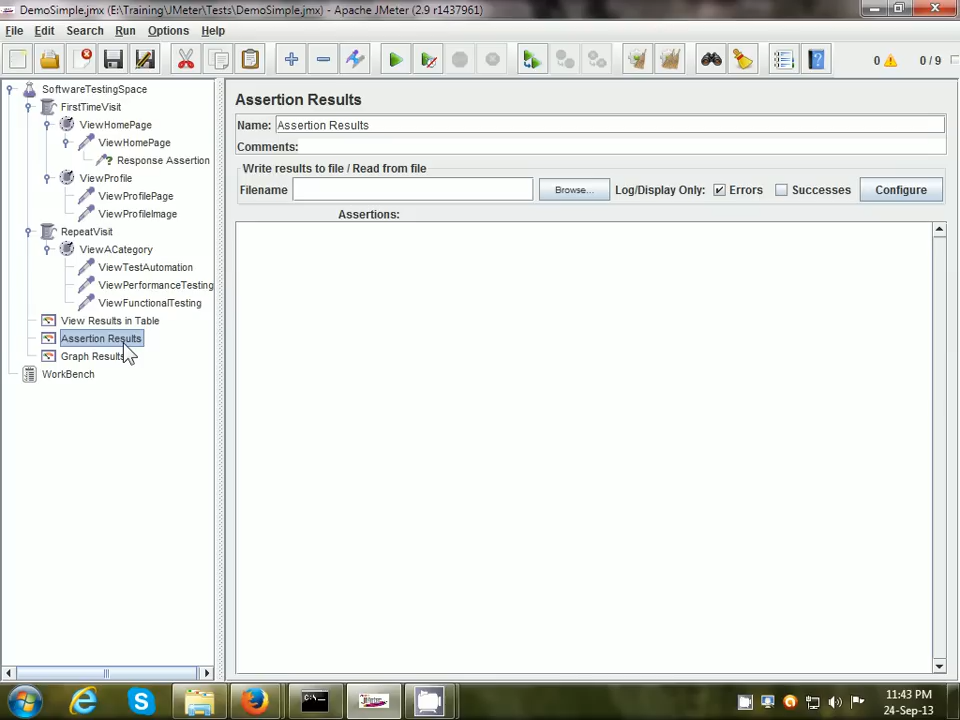 DemoSimple.jmx (E:\Training\JMeter\Tests\DemoSimple.jmx) - Apache JMeter (2.9 r1437961)
File Edit Search Run Options Help
0 0 / 9
SoftwareTestingSpace
FirstTimeVisit
ViewHomePage
ViewHomePage
Response Assertion
ViewProfile
ViewProfilePage
ViewProfileImage
RepeatVisit
ViewACategory
ViewTestAutomation
ViewPerformanceTesting
ViewFunctionalTesting
View Results in Table
Assertion Results
Graph Results
WorkBench
Assertion Results
Name: Assertion Results
Comments:
Write results to file / Read from file
Filename Browse... Log/Display Only: Errors Successes Configure
Assertions:
11:43 PM
24-Sep-13